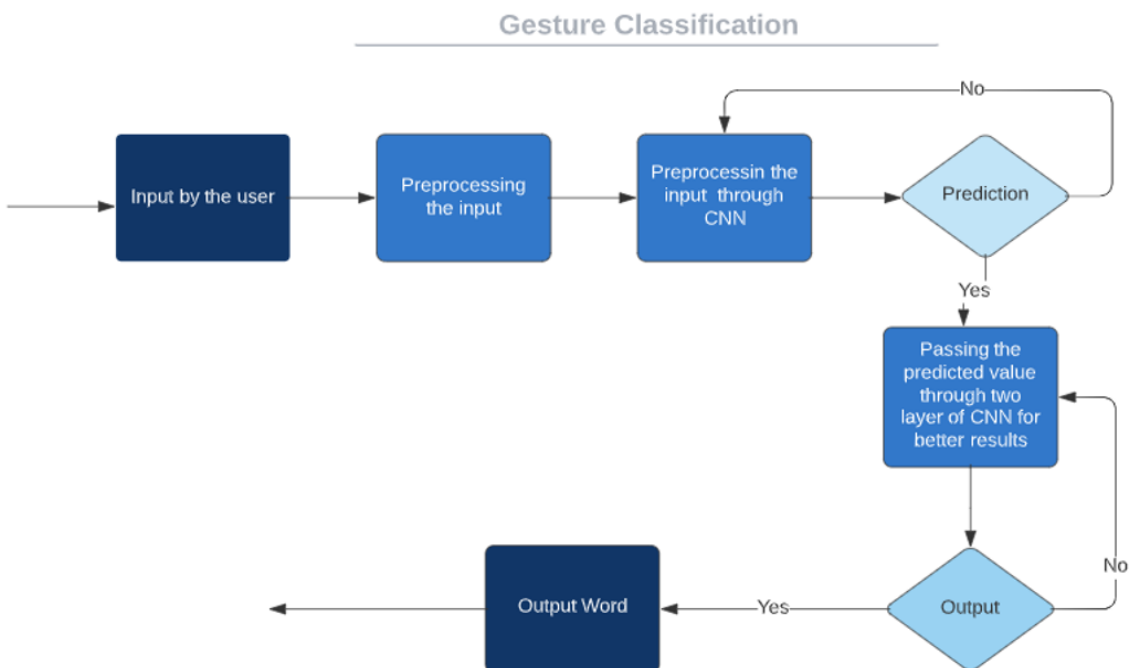 Gesture Classification
No
Input by the user
Preprocessing
the input
Preprocessin the
input through
CNN
Prediction
Yes
Passing the
predicted value
through two
layer of CNN for
better results
No
Output
Yes
Output Word